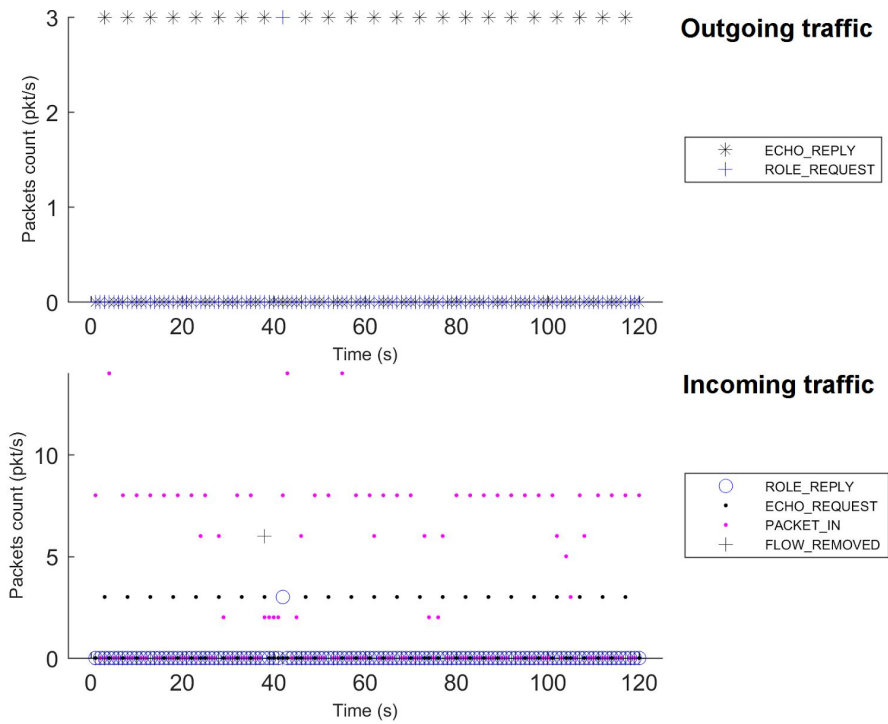 Outgoing traffic
Packets count (pkt/s)
3
2
1
0
0 20 40 60 80 100 120
Time (s)
ECHO_REPLY
ROLE_REQUEST
Incoming traffic
Packets count (pkt/s)
10
5
0
0 20 40 60 80 100 120
Time (s)
ROLE_REPLY
ECHO_REQUEST
PACKET_IN
FLOW_REMOVED